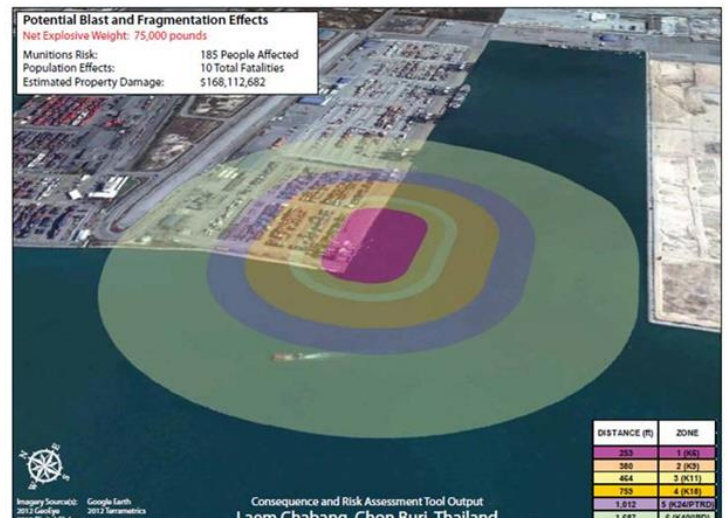 Potential Blast and Fragmentation Effects
Net Explosive Weight: 75,000 pounds
Munitions Risk: 185 People Affected
Population Effects: 10 Total Fatalities
Estimated Property Damage: $168,112,682
DISTANCE (ft) ZONE
253 1 (K6)
380 2 (K9)
464 3 (K11)
759 4 (K18)
1,012 5 (K24/PTRD)
N
E
S
W
Imagery Source(s): Google Earth
2012 GeoEye 2012 Terrametrics
Consequence and Risk Assessment Tool Output
Laem Chabang, Chon Buri, Thailand